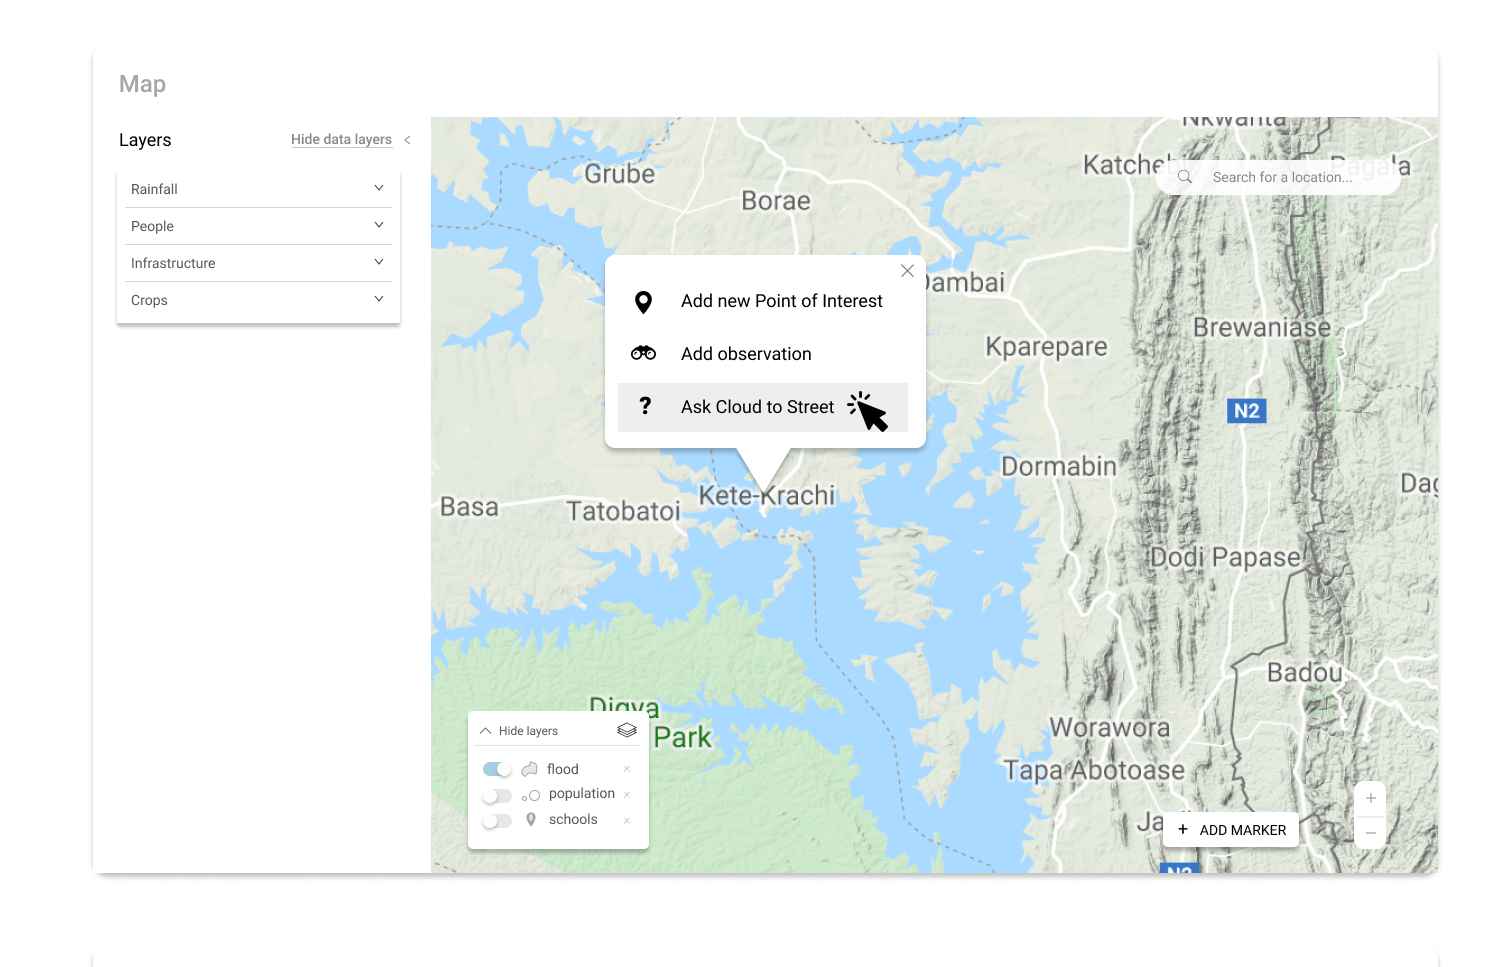 Map
Layers
Hide data layers
Rainfall
People
Infrastructure
Crops
Nkwanta
Grube
Katcheb
Pagala
Search for a location...
Borae
Add new Point of Interest
Dambai
Add observation
Brewaniase
Kparepare
Ask Cloud to Street
N2
Dormabin
Kete-Krachi
Basa
Tatobatoi
Dag
Dodi Papase
Badou
Digya
Park
Worawora
Tapa Abotoase
Hide layers
flood
population
schools
Ja
+ ADD MARKER
+
−
N2